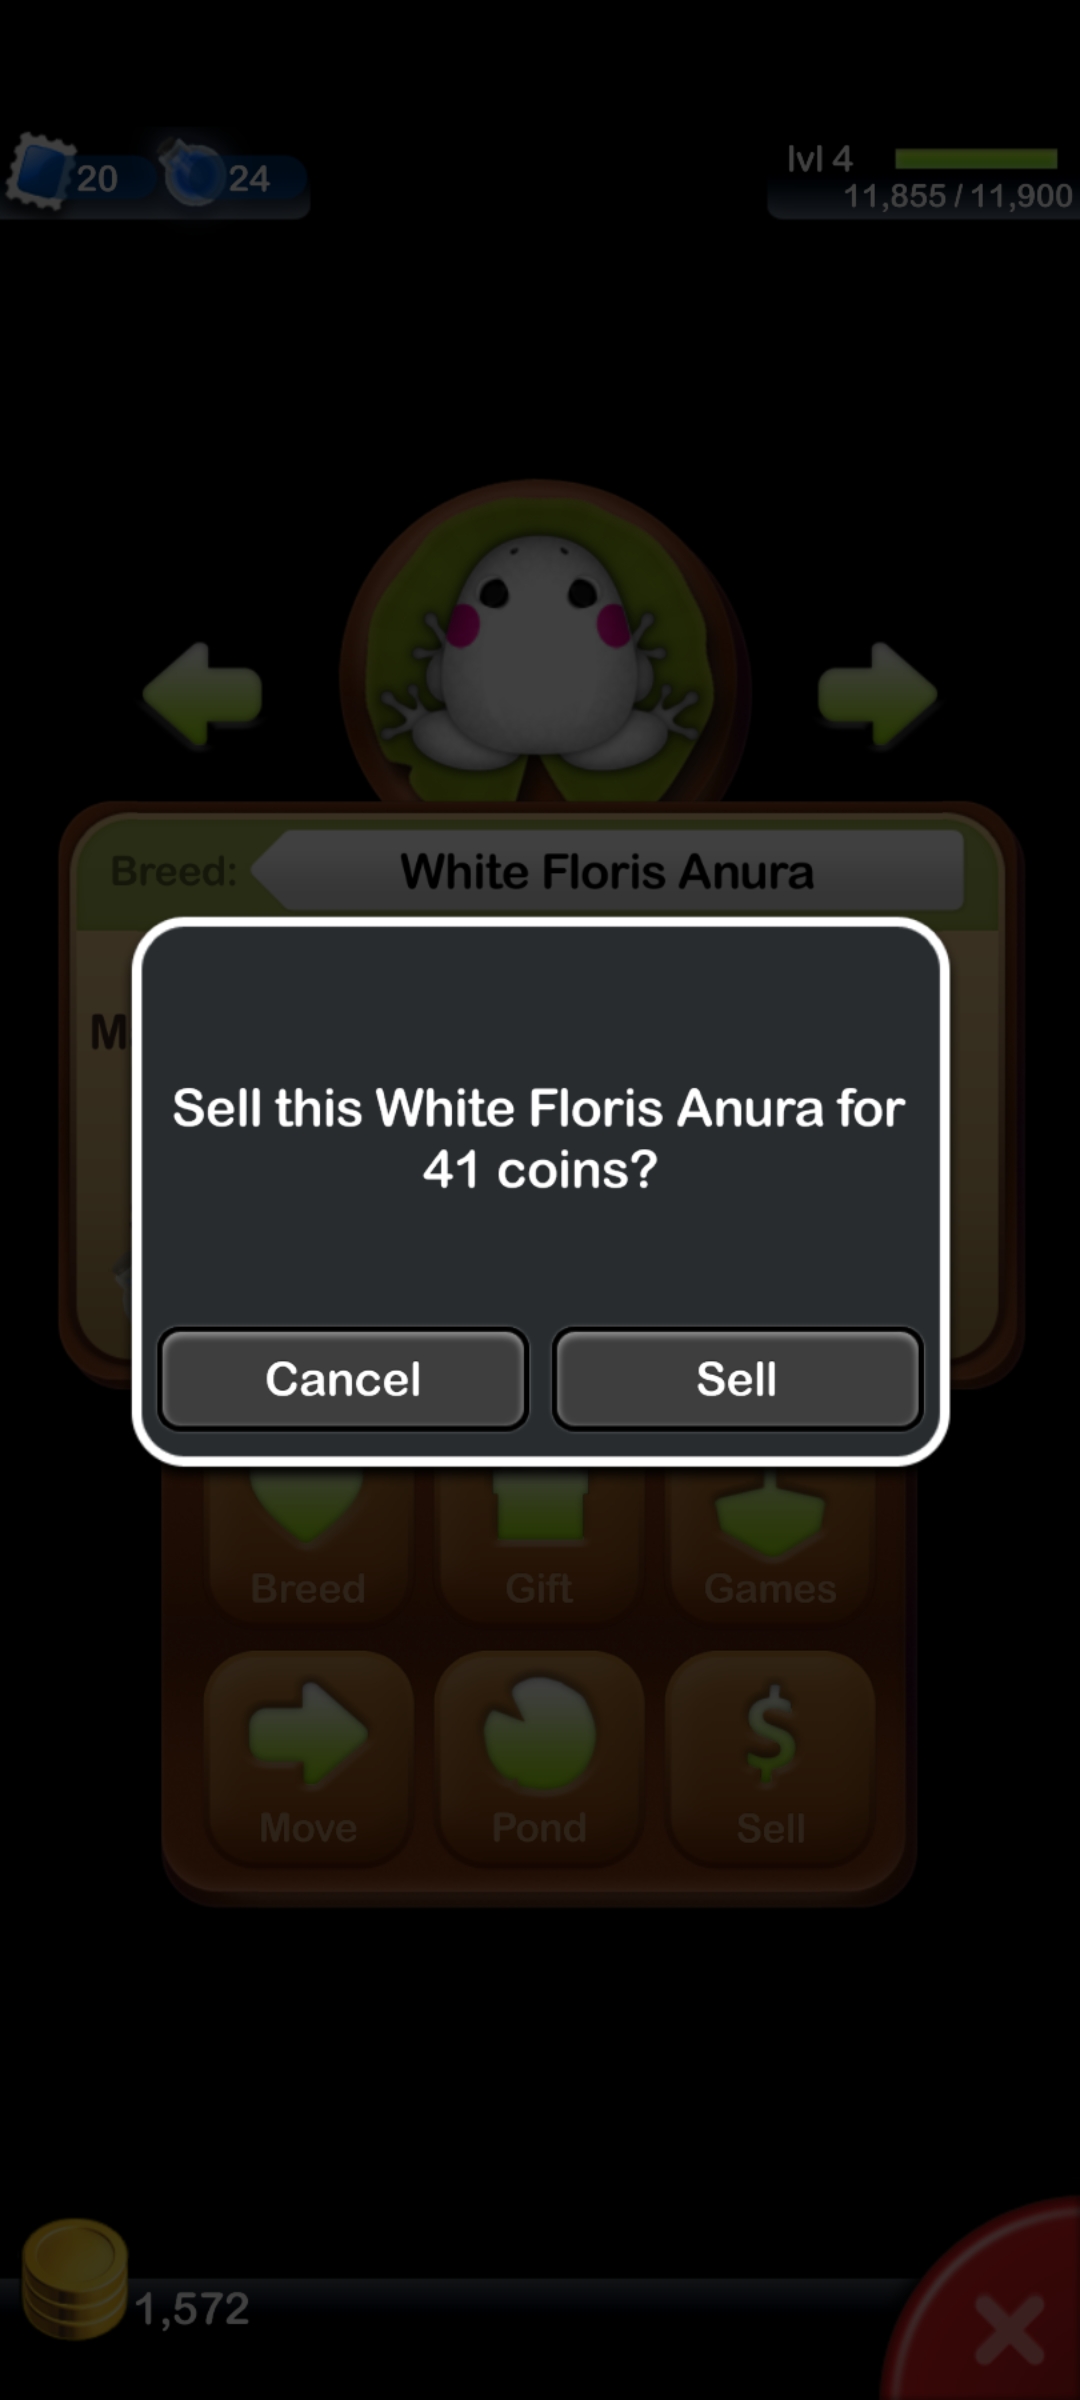 20 24 lvl 4
11,855 / 11,900
Breed: White Floris Anura
Sell this White Floris Anura for
41 coins?
Cancel Sell
Breed Gift Games
Move Pond Sell
1,572